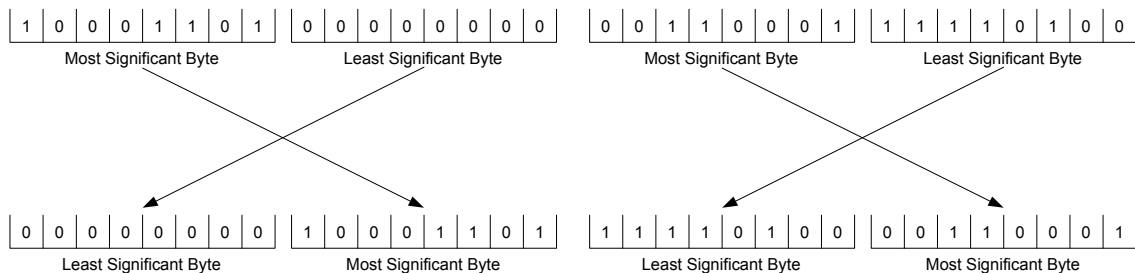 1 0 0 0 1 1 0 1 0 0 0 0 0 0 0 0 0 0 1 1 0 0 0 1 1 1 1 1 0 1 0 0
Most Significant Byte Least Significant Byte Most Significant Byte Least Significant Byte
0 0 0 0 0 0 0 0 1 0 0 0 1 1 0 1 1 1 1 1 0 1 0 0 0 0 1 1 0 0 0 1
Least Significant Byte Most Significant Byte Least Significant Byte Most Significant Byte